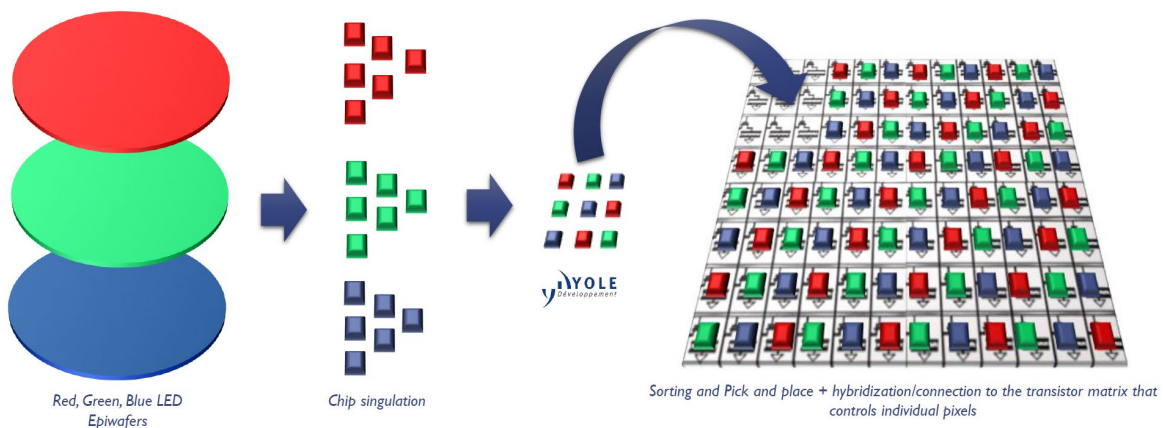 YOLE
Développement
Red, Green, Blue LED
Epiwafers
Chip singulation
Sorting and Pick and place + hybridization/connection to the transistor matrix that
controls individual pixels